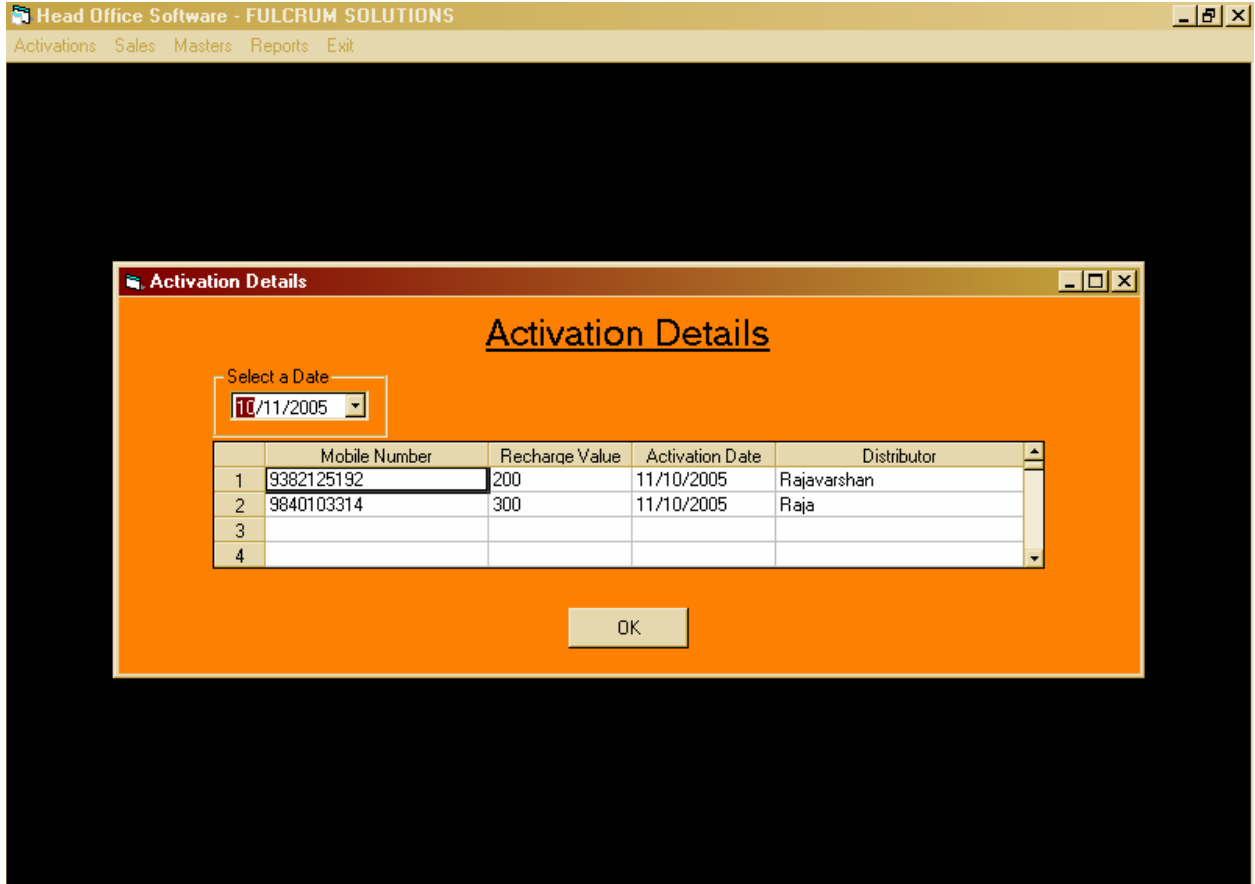 Head Office Software - FULCRUM SOLUTIONS
Activations Sales Masters Reports Exit
Activation Details
Activation Details
Select a Date
10/11/2005
Mobile Number Recharge Value Activation Date Distributor
1 9382125192 200 11/10/2005 Rajavarshan
2 9840103314 300 11/10/2005 Raja
3
4
OK